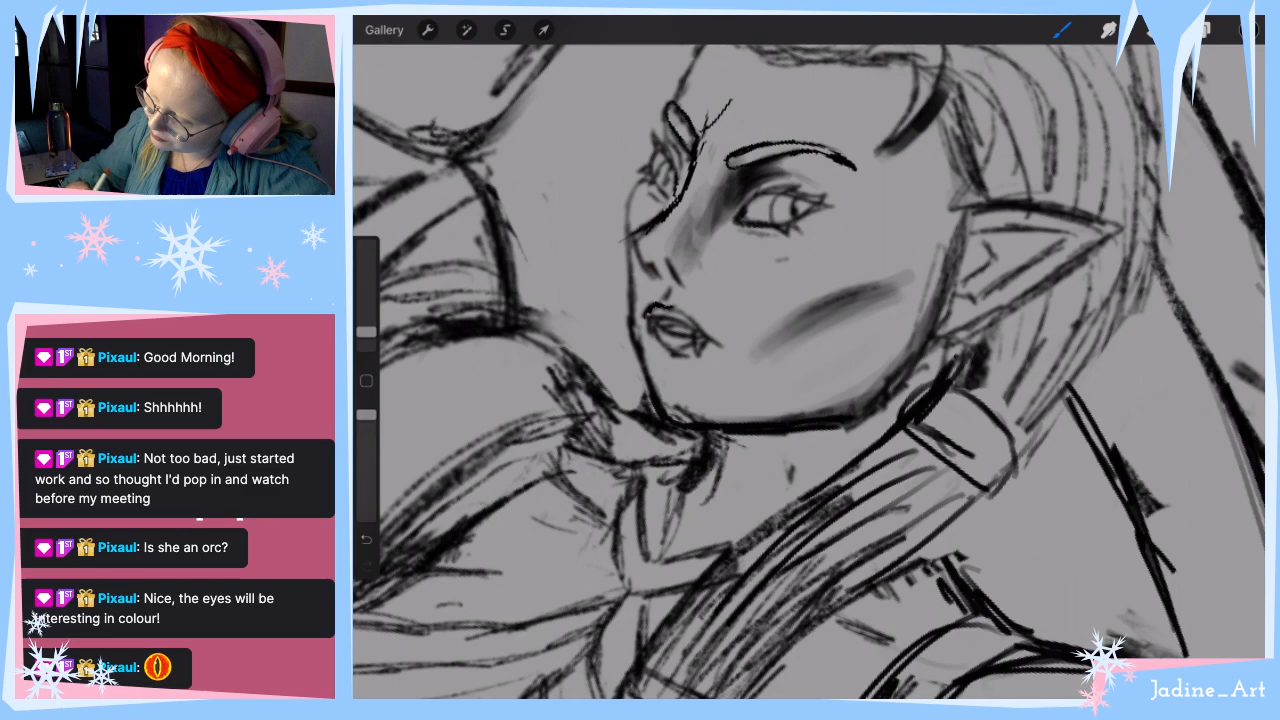 Gallery
Pixaul: Good Morning!
Pixaul: Shhhhhh!
Pixaul: Not too bad, just started
work and so thought I'd pop in and watch
before my meeting
Pixaul: Is she an orc?
Pixaul: Nice, the eyes will be
interesting in colour!
Pixaul:
Jadine_Art